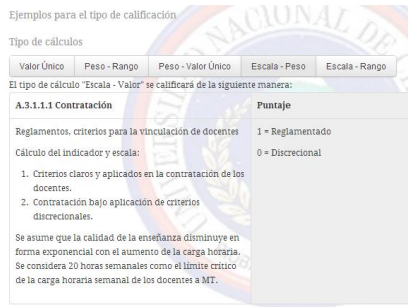 Ejemplos para el tipo de calificación
Tipo de cálculos
Valor Único Peso - Rango Peso - Valor Único Escala - Peso Escala - Rango
El tipo de cálculo "Escala - Valor" se calificará de la siguiente manera:
A.3.1.1.1 Contratación Puntaje
Reglamentos, criterios para la vinculación de docentes 1 = Reglamentado
Cálculo del indicador y escala: 0 = Discrecional
1. Criterios claros y aplicados en la contratación de los
docentes.
2. Contratación bajo aplicación de criterios
discrecionales.
Se asume que la calidad de la enseñanza disminuye en
forma exponencial con el aumento de la carga horaria.
Se considera 20 horas semanales como el límite crítico
de la carga horaria semanal de los docentes a MT.